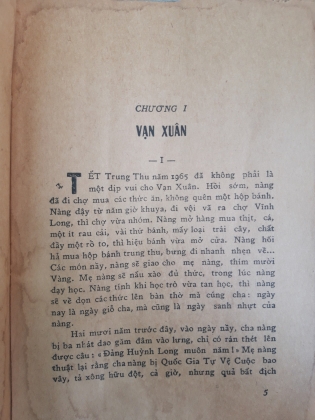 CHƯƠNG I
VẠN XUÂN
— I —
TẾT Trung Thu năm 1965 đã không phải là
một dịp vui cho Vạn Xuân. Hồi sớm, nàng
đã đi chợ mua các thức ăn, không quên một hộp bánh.
Nàng dậy từ năm giờ khuya, đi vội vã ra chợ Vĩnh
Long, thì chợ vừa nhóm. Nàng mở hàng mua thịt, cá,
một ít rau cải, vài thứ bánh, mấy loại trái cây, chất
đầy một rổ to, thì hiệu bánh vừa mở cửa. Nàng hối
hả mua hộp bánh trung thu, bưng đi nhanh nhẹn về...
Các món này, nàng sẽ giao cho mẹ nàng, thím mười
Vàng. Mẹ nàng sẽ nấu xào đủ thức, trong lúc nàng
dạy học. Nàng tính khi học trò vừa tan học, thì nàng
sẽ về dọn các thức lên bàn thờ mà cúng cha: ngày
nay là ngày giỗ cha, mà cũng là ngày sanh nhựt của
nàng.
Hai mươi năm trước đây, vào ngày nầy, cha nàng
bị ba nhát dao găm đâm vào lưng, chỉ còn thét lên
được câu: «Đảng Huỳnh Long muôn năm!» Mẹ nàng
thuật lại rằng cha nàng bị Quốc Gia Tự Vệ Cuộc bao
vây, tả xông hữu đột, cả giờ, nhưng quả bất địch
5